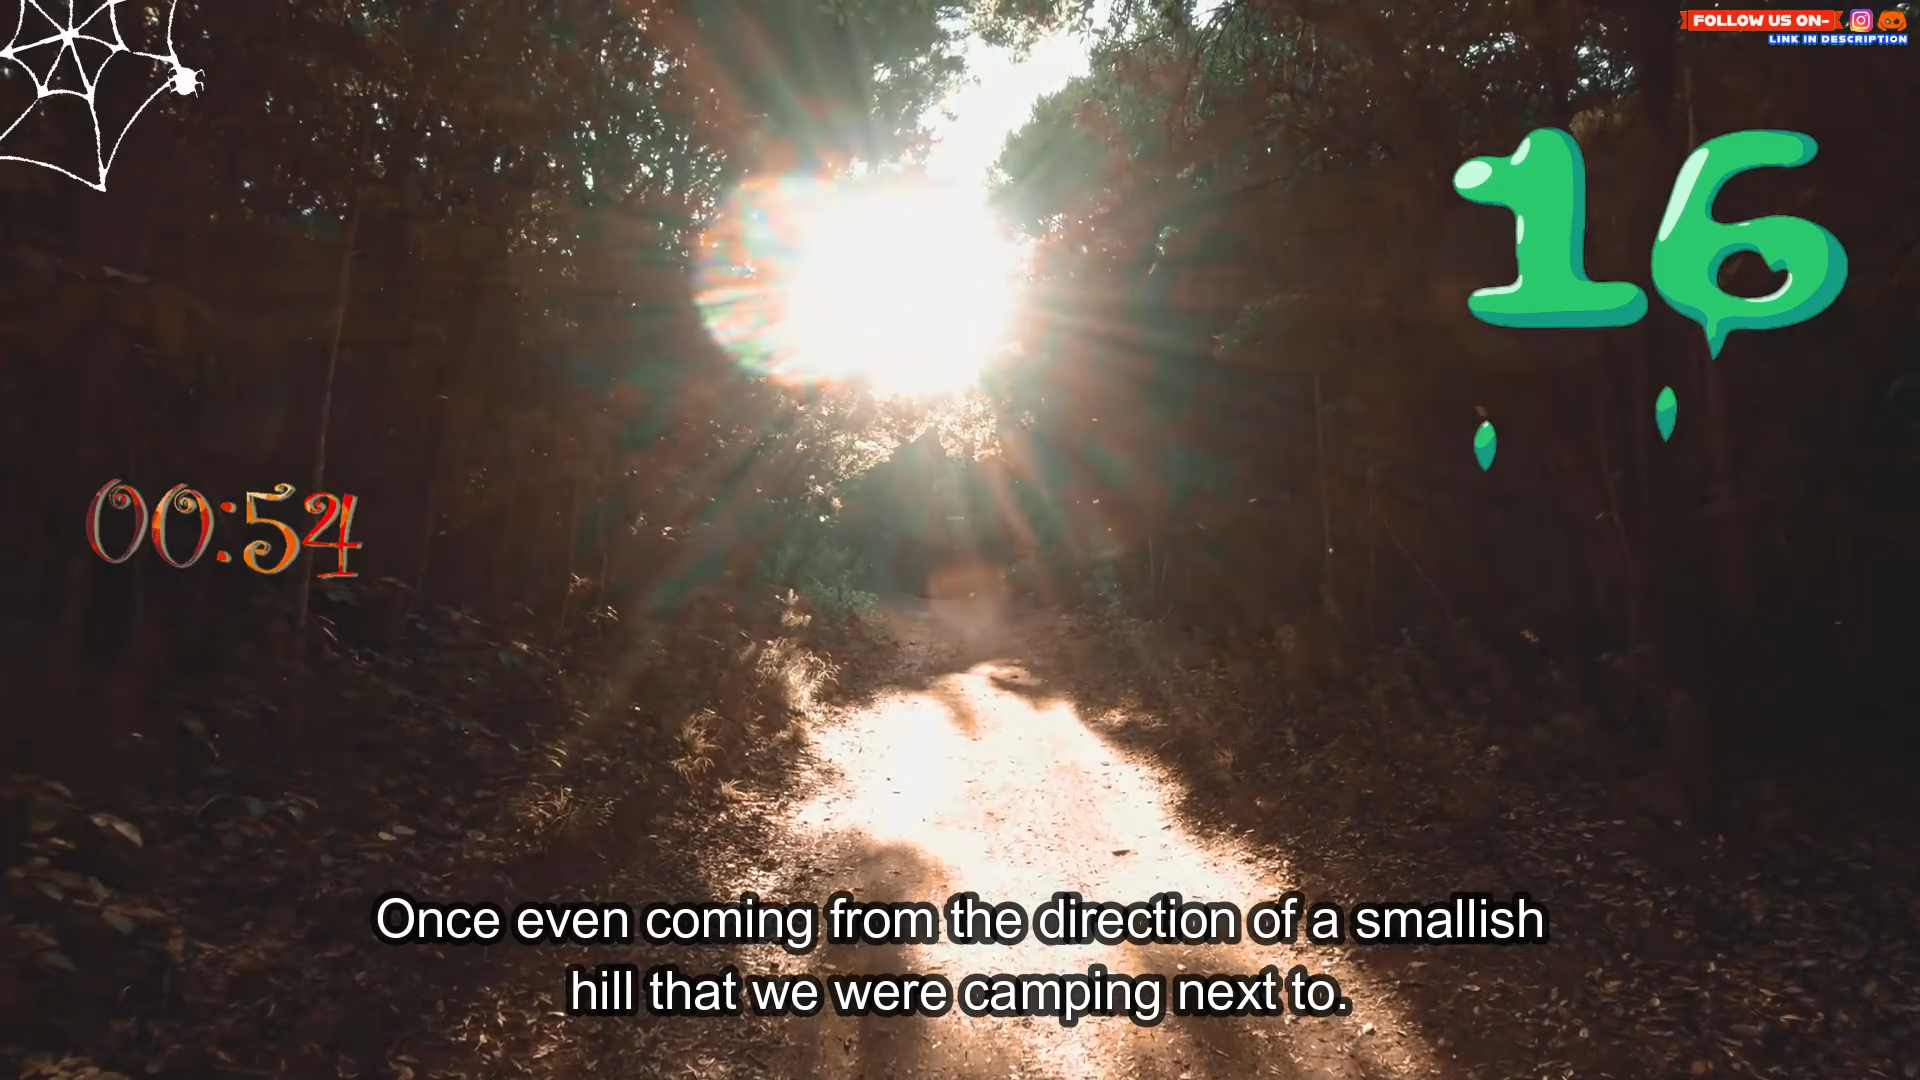 FOLLOW US ON-
LINK IN DESCRIPTION
16
00:54
Once even coming from the direction of a smallish
hill that we were camping next to.